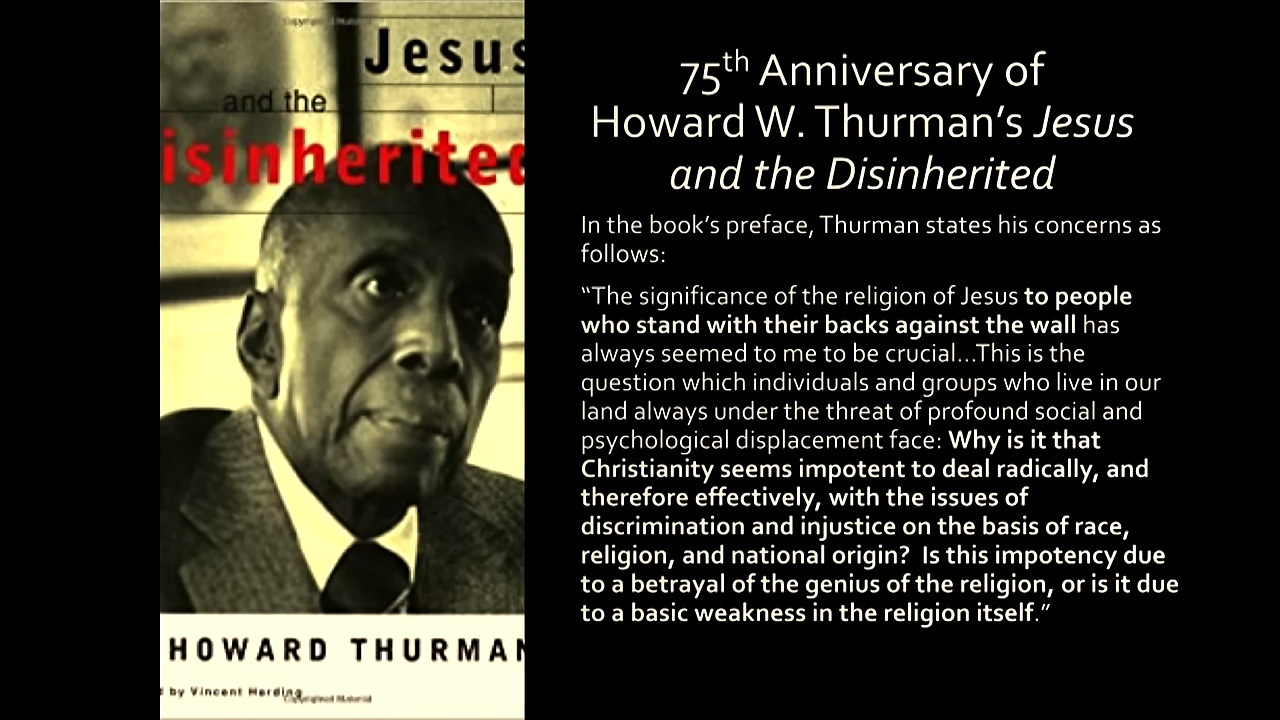 Jesus
and the
isinherited
HOWARD THURMAN
d by Vincent Harding
Copyrighted Material
75th Anniversary of
Howard W. Thurman’s Jesus
and the Disinherited
In the book’s preface, Thurman states his concerns as
follows:
“The significance of the religion of Jesus to people
who stand with their backs against the wall has
always seemed to me to be crucial…This is the
question which individuals and groups who live in our
land always under the threat of profound social and
psychological displacement face: Why is it that
Christianity seems impotent to deal radically, and
therefore effectively, with the issues of
discrimination and injustice on the basis of race,
religion, and national origin?  Is this impotency due
to a betrayal of the genius of the religion, or is it due
to a basic weakness in the religion itself.”